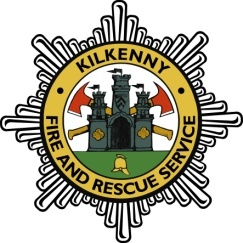 KILKENNY
FIRE AND RESCUE SERVICE